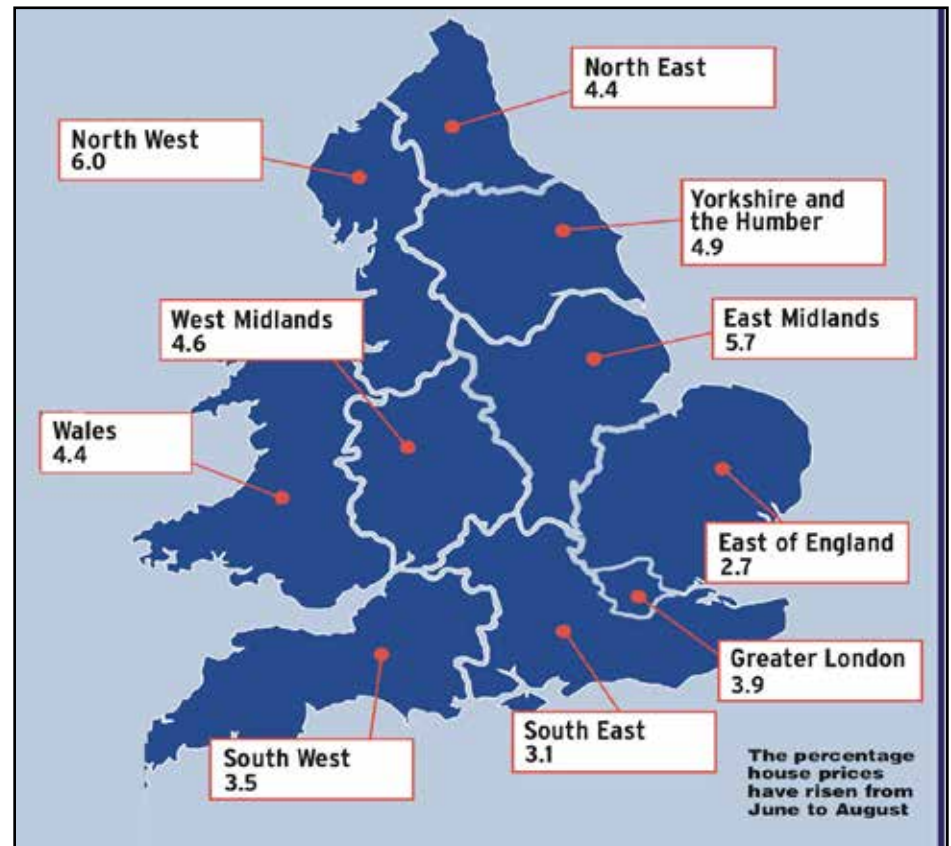 North East
4.4
North West
6.0
Yorkshire and
the Humber
4.9
West Midlands
4.6
East Midlands
5.7
Wales
4.4
East of England
2.7
Greater London
3.9
South East
3.1
South West
3.5
The percentage
house prices
have risen from
June to August